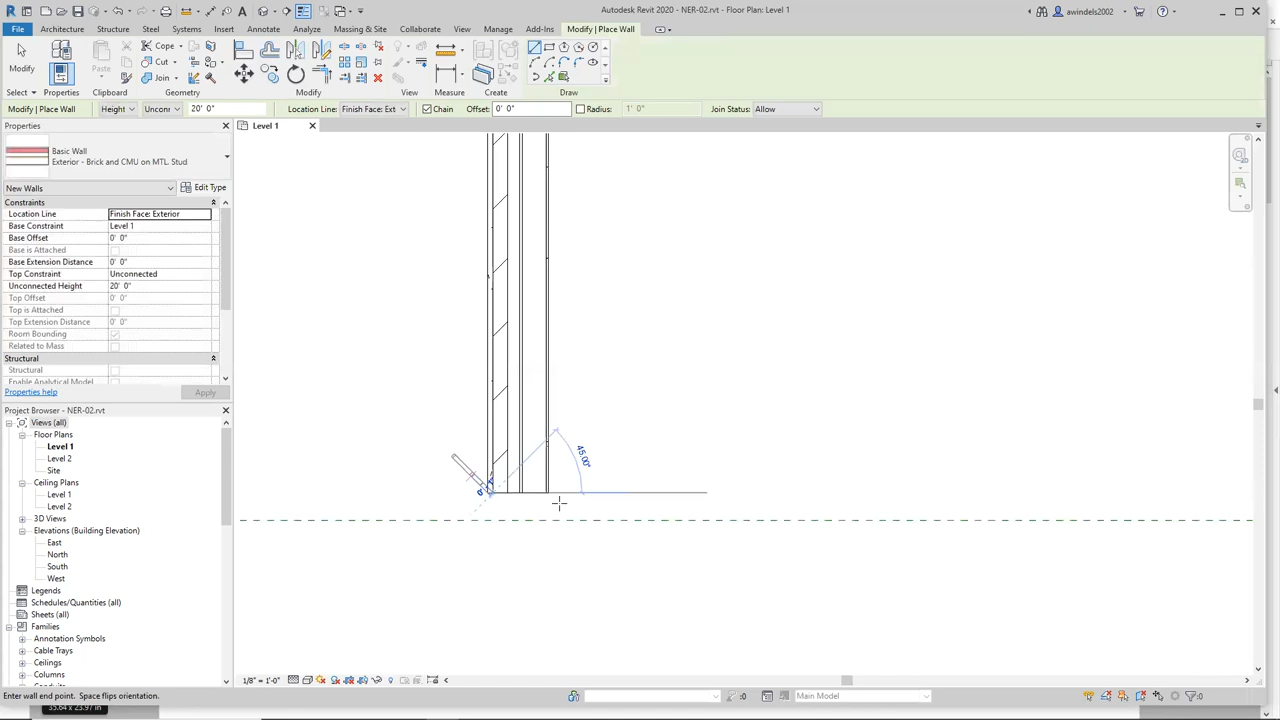 Autodesk Revit 2020 - NER-02.rvt - Floor Plan: Level 1
awindels2002
File Architecture Structure Steel Systems Insert Annotate Analyze Massing & Site Collaborate View Manage Add-Ins Modify | Place Wall
Modify
Paste
Cope
Cut
Join
Select Properties Clipboard Geometry Modify View Measure Create Draw
Modify | Place Wall Height Unconr 20' 0" Location Line: Finish Face: Ext Chain Offset: 0' 0" Radius: 1' 0" Join Status: Allow
Properties
Level 1
Basic Wall
Exterior - Brick and CMU on MTL. Stud
New Walls Edit Type
Constraints
Location Line Finish Face: Exterior
Base Constraint Level 1
Base Offset 0' 0"
Base is Attached
Base Extension Distance 0' 0"
Top Constraint Unconnected
Unconnected Height 20' 0"
Top Offset 0' 0"
Top is Attached
Top Extension Distance 0' 0"
Room Bounding
Related to Mass
Structural
Structural
Enable Analytical Model
Properties help Apply
Project Browser - NER-02.rvt
Views (all)
Floor Plans
Level 1
Level 2
Site
Ceiling Plans
Level 1
Level 2
3D Views
Elevations (Building Elevation)
East
North
South
West
Legends
Schedules/Quantities (all)
Sheets (all)
Families
Annotation Symbols
Cable Trays
Ceilings
Columns
45.00°
1/8" = 1'-0"
Enter wall end point. Space flips orientation.
:0
Main Model
:0
35.64 x 23.97 in